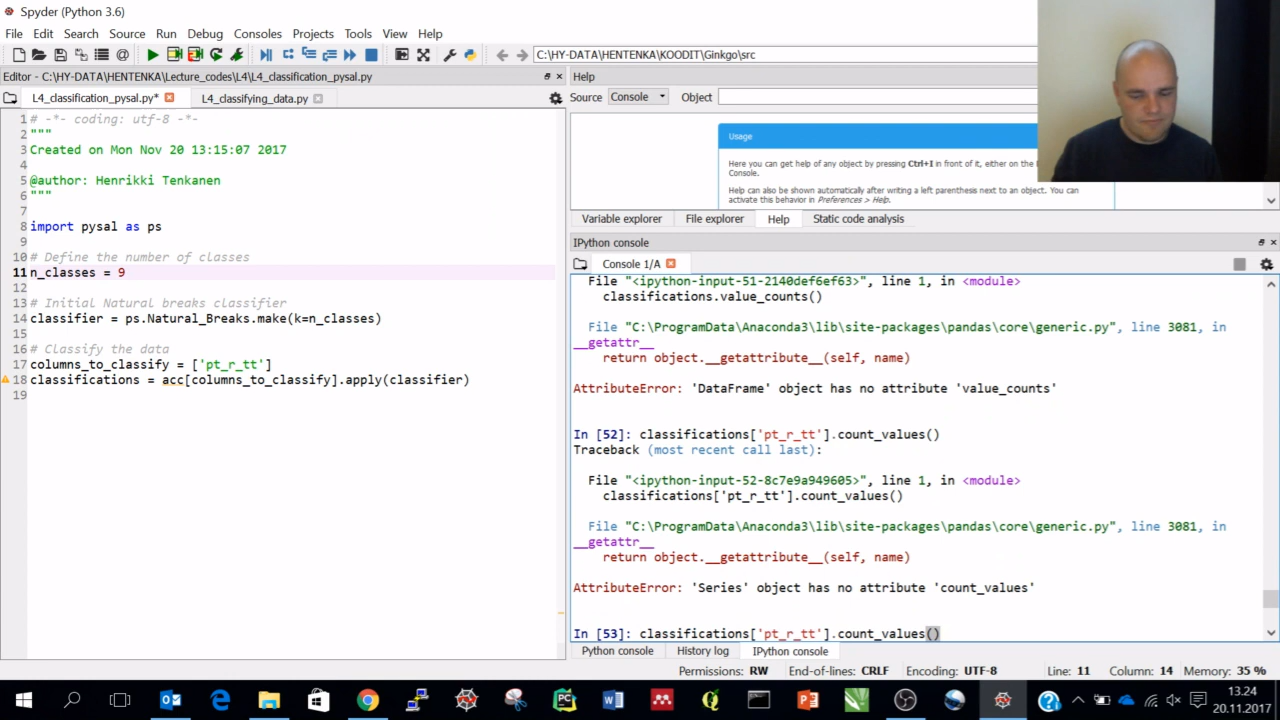 Spyder (Python 3.6)
File Edit Search Source Run Debug Consoles Projects Tools View Help
C:\HY-DATA\HENTENKA\KOODIT\Ginkgo\src
Editor - C:\HY-DATA\HENTENKA\Lecture_codes\L4\L4_classification_pysal.py
L4_classification_pysal.py* L4_classifying_data.py
1 # -*- coding: utf-8 -*-
2 """
3 Created on Mon Nov 20 13:15:07 2017
4
5 @author: Henrikki Tenkanen
6 """
7
8 import pysal as ps
9
10 # Define the number of classes
11 n_classes = 9
12
13 # Initial Natural breaks classifier
14 classifier = ps.Natural_Breaks.make(k=n_classes)
15
16 # Classify the data
17 columns_to_classify = ['pt_r_tt']
18 classifications = acc[columns_to_classify].apply(classifier)
19
Help
Source Console Object
Usage
Here you can get help of any object by pressing Ctrl+I in front of it, either on the
Console.
Help can also be shown automatically after writing a left parenthesis next to an object. You can
activate this behavior in Preferences > Help.
Variable explorer File explorer Help Static code analysis
IPython console
Console 1/A
File "<ipython-input-51-2140def6ef63>", line 1, in <module>
classifications.value_counts()
File "C:\ProgramData\Anaconda3\lib\site-packages\pandas\core\generic.py", line 3081, in
__getattr__
return object.__getattribute__(self, name)
AttributeError: 'DataFrame' object has no attribute 'value_counts'
In [52]: classifications['pt_r_tt'].count_values()
Traceback (most recent call last):
File "<ipython-input-52-8c7e9a949605>", line 1, in <module>
classifications['pt_r_tt'].count_values()
File "C:\ProgramData\Anaconda3\lib\site-packages\pandas\core\generic.py", line 3081, in
__getattr__
return object.__getattribute__(self, name)
AttributeError: 'Series' object has no attribute 'count_values'
In [53]: classifications['pt_r_tt'].count_values()
Python console History log IPython console
Permissions: RW End-of-lines: CRLF Encoding: UTF-8 Line: 11 Column: 14 Memory: 35 %
13.24
20.11.2017